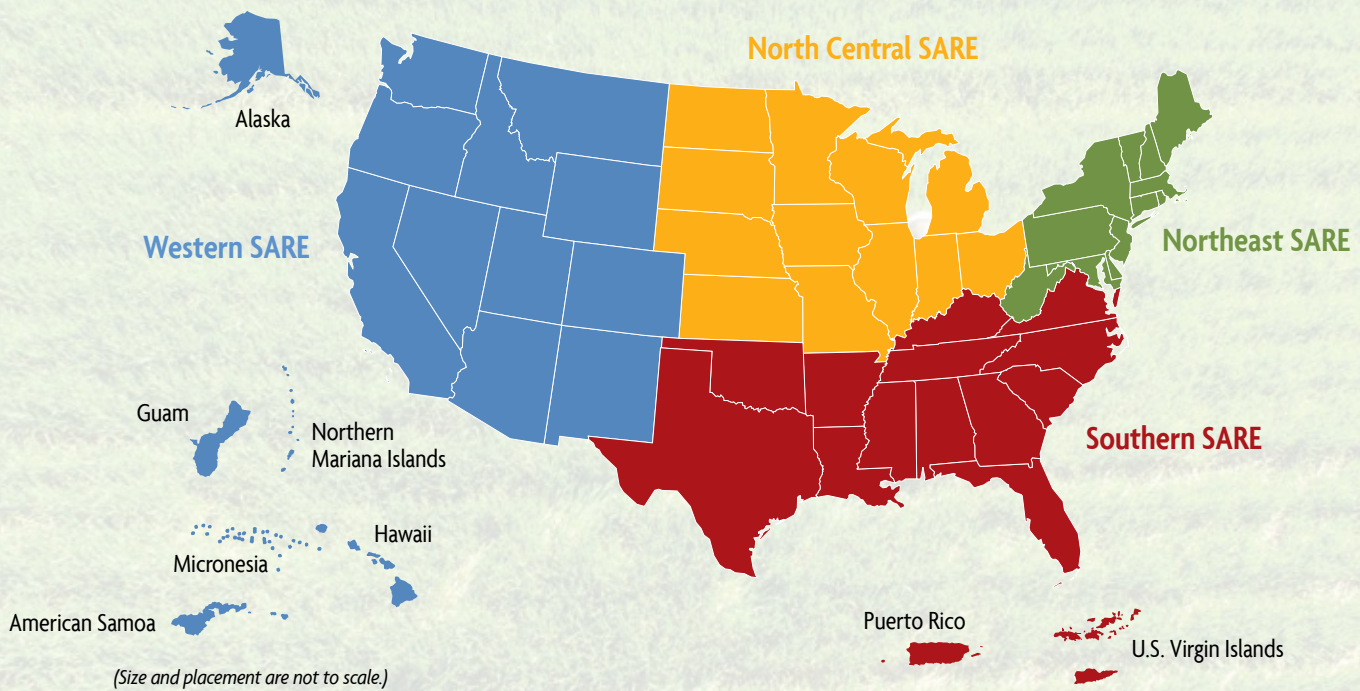 North Central SARE
Alaska
Western SARE
Northeast SARE
Guam
Northern
Mariana Islands
Southern SARE
Hawaii
Micronesia
American Samoa
Puerto Rico
U.S. Virgin Islands
(Size and placement are not to scale.)